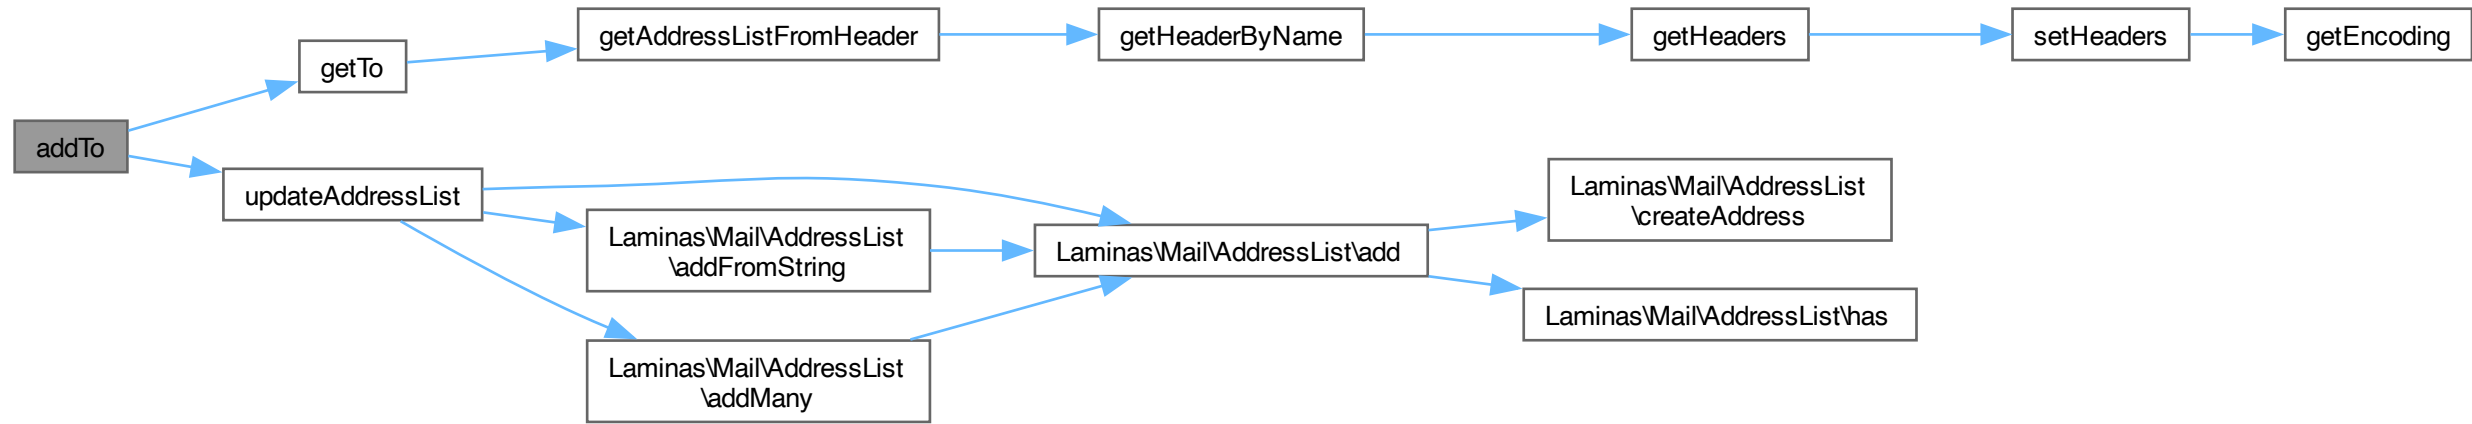 addTo
getTo
getAddressListFromHeader
getHeaderByName
getHeaders
setHeaders
getEncoding
updateAddressList
Laminas\Mail\AddressList
\addFromString
Laminas\Mail\AddressList
\addMany
Laminas\Mail\AddressList\add
Laminas\Mail\AddressList
\createAddress
Laminas\Mail\AddressList\has